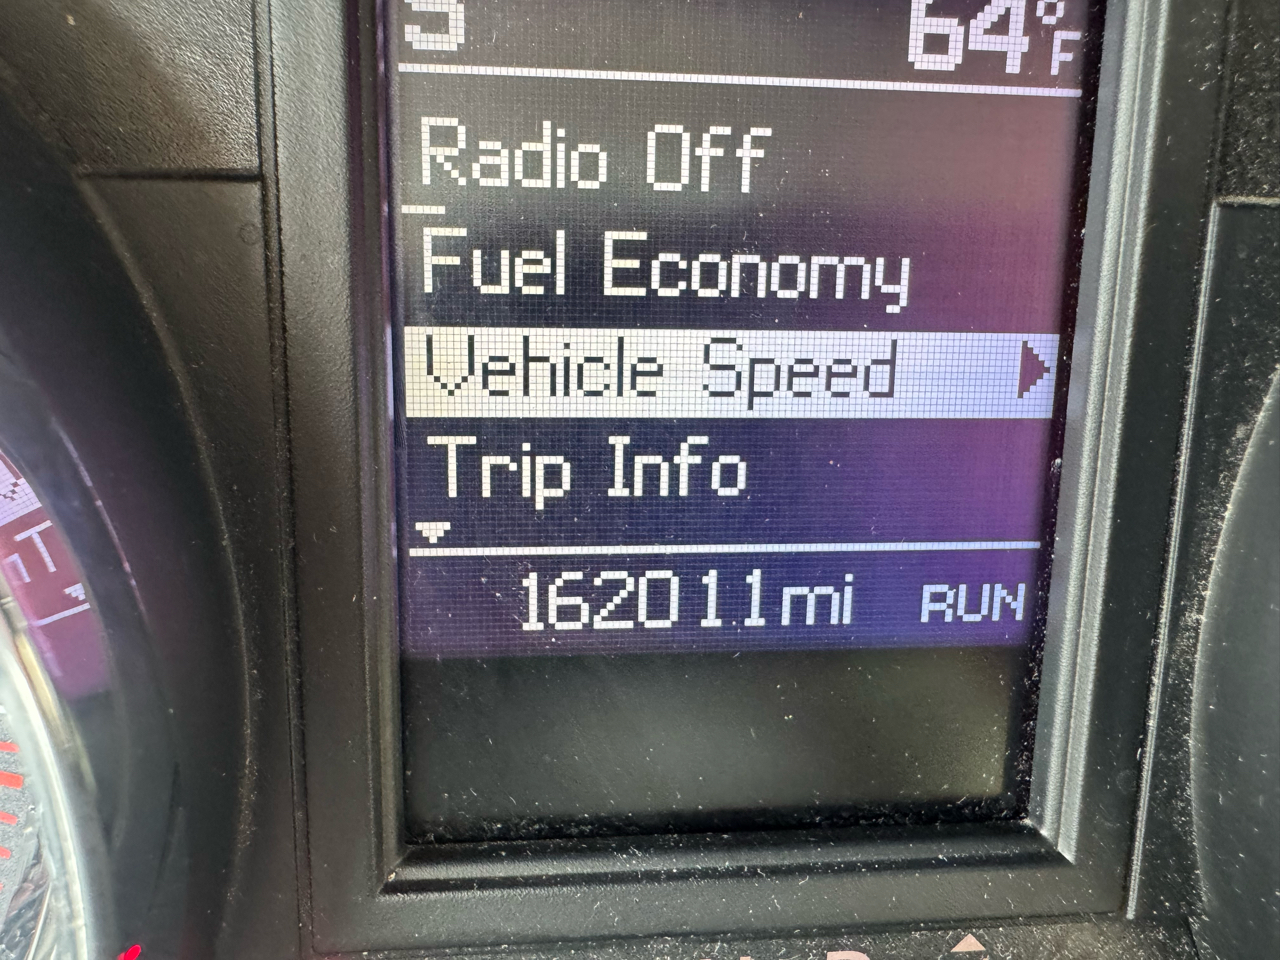 S 64°F
Radio Off
Fuel Economy
Vehicle Speed
Trip Info
162011mi RUN